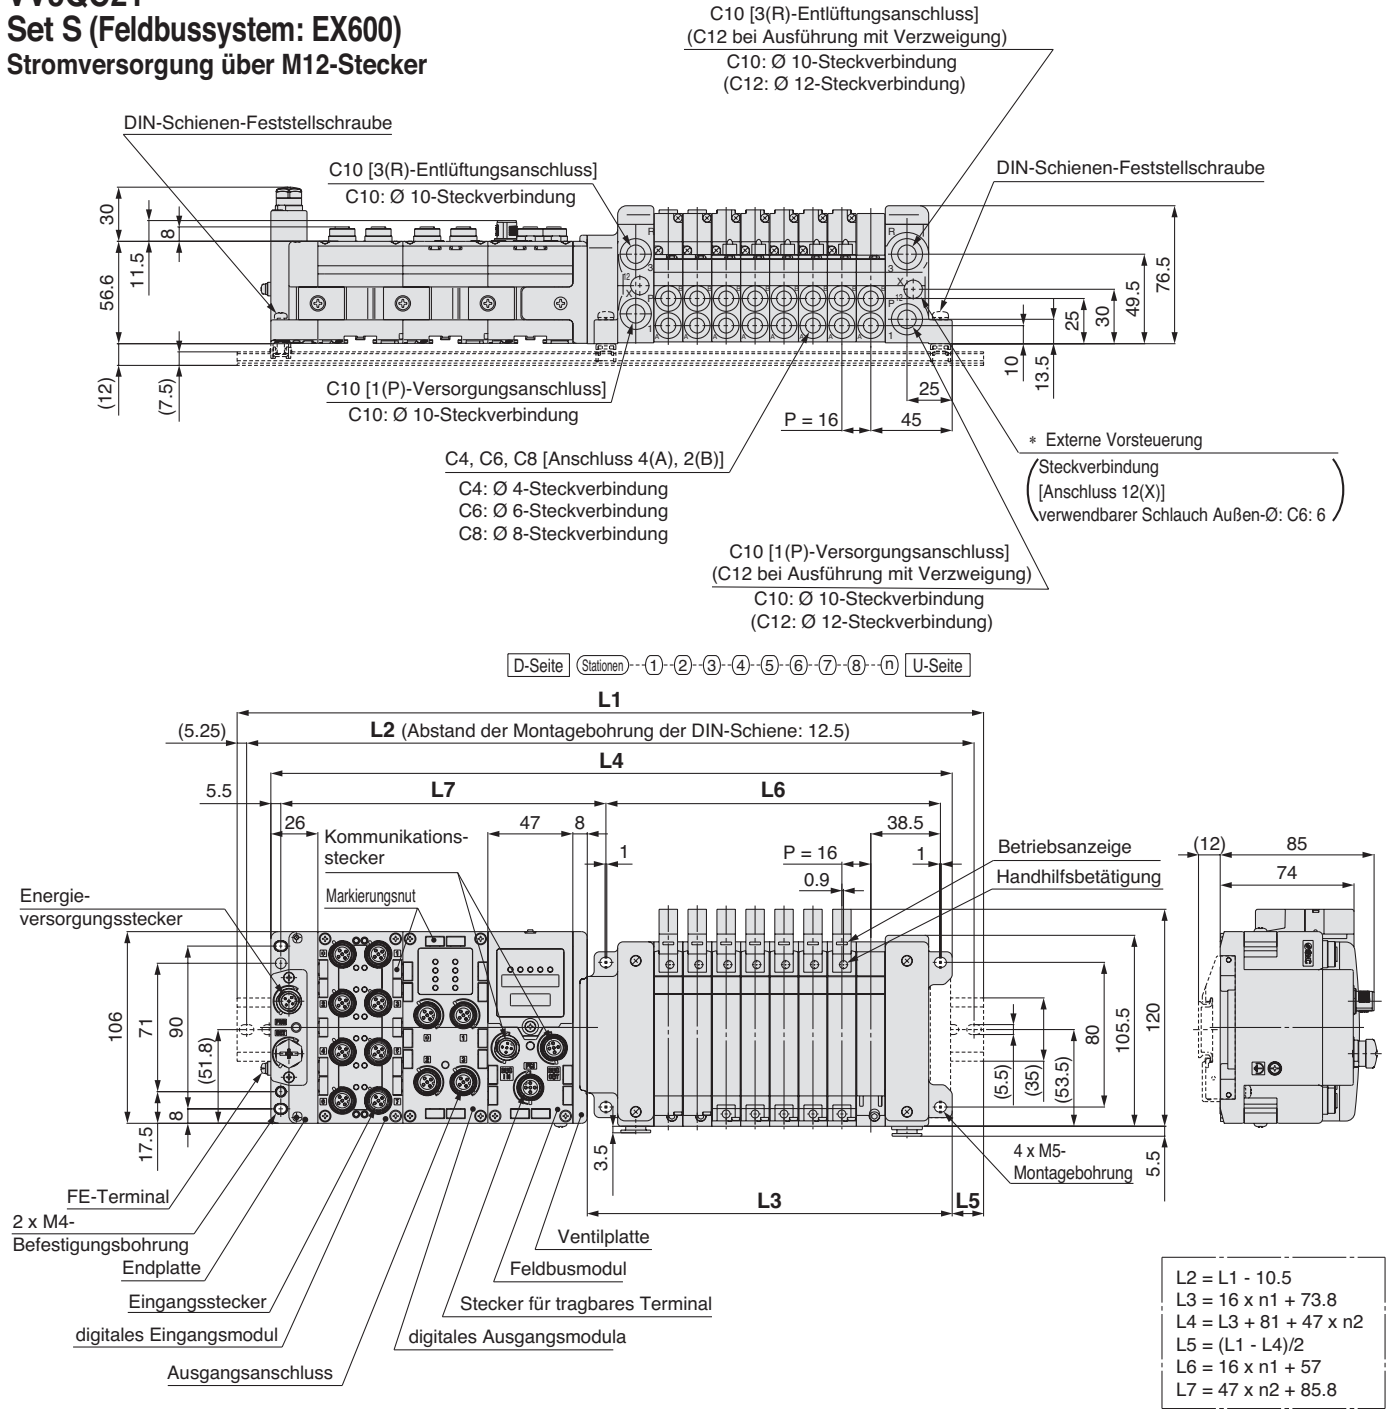 Set S (Feldbussystem: EX600)
Stromversorgung über M12-Stecker
C10 [3(R)-Entlüftungsanschluss]
(C12 bei Ausführung mit Verzweigung)
C10: Ø 10-Steckverbindung
(C12: Ø 12-Steckverbindung)
DIN-Schienen-Feststellschraube
C10 [3(R)-Entlüftungsanschluss]
C10: Ø 10-Steckverbindung
DIN-Schienen-Feststellschraube
30
8
11.5
56.6
(12)
(7.5)
76.5
49.5
30
25
13.5
10
25
P = 16
45
C10 [1(P)-Versorgungsanschluss]
C10: Ø 10-Steckverbindung
C4, C6, C8 [Anschluss 4(A), 2(B)]
C4: Ø 4-Steckverbindung
C6: Ø 6-Steckverbindung
C8: Ø 8-Steckverbindung
* Externe Vorsteuerung
(Steckverbindung
[Anschluss 12(X)]
verwendbarer Schlauch Außen-Ø: C6: 6)
C10 [1(P)-Versorgungsanschluss]
(C12 bei Ausführung mit Verzweigung)
C10: Ø 10-Steckverbindung
(C12: Ø 12-Steckverbindung)
D-Seite Stationen 1 2 3 4 5 6 7 8 n U-Seite
L1
(5.25)
L2 (Abstand der Montagebohrung der DIN-Schiene: 12.5)
L4
5.5
L7
L6
26
47
8
38.5
Kommunikations-
stecker
1
P = 16
1
0.9
Betriebsanzeige
Handhilfsbetätigung
(12)
85
74
Energie-
versorgungsstecker
Markierungsnut
106
71
90
(51.8)
17.5
8
3.5
(5.5)
(35)
(53.5)
80
105.5
120
5.5
4 x M5-
Montagebohrung
L3
L5
FE-Terminal
2 x M4-
Befestigungsbohrung
Endplatte
Eingangsstecker
digitales Eingangsmodul
Ausgangsanschluss
Ventilplatte
Feldbusmodul
Stecker für tragbares Terminal
digitales Ausgangsmodula
L2 = L1 - 10.5
L3 = 16 x n1 + 73.8
L4 = L3 + 81 + 47 x n2
L5 = (L1 - L4)/2
L6 = 16 x n1 + 57
L7 = 47 x n2 + 85.8